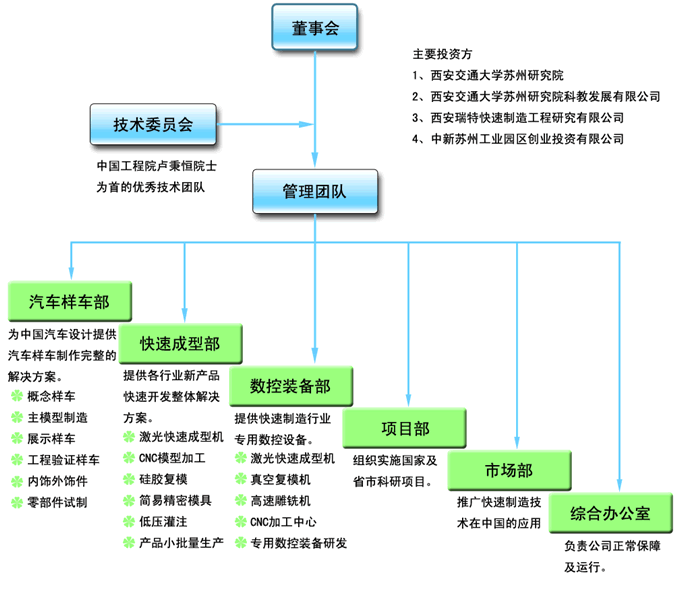 董事会
主要投资方
1、西安交通大学苏州研究院
2、西安交通大学苏州研究院科教发展有限公司
3、西安瑞特快速制造工程研究有限公司
4、中新苏州工业园区创业投资有限公司
技术委员会
中国工程院卢秉恒院士
为首的优秀技术团队
管理团队
汽车样车部
为中国汽车设计提供
汽车样车制作完整的
解决方案。
概念样车
主模型制造
展示样车
工程验证样车
内饰外饰件
零部件试制
快速成型部
提供各行业新产品
快速开发整体解决
方案。
激光快速成型机
CNC模型加工
硅胶复模
简易精密模具
低压灌注
产品小批量生产
数控装备部
提供快速制造行业
专用数控设备。
激光快速成型机
真空复模机
高速雕铣机
CNC加工中心
专用数控装备研发
项目部
组织实施国家及
省市科研项目。
市场部
推广快速制造技
术在中国的应用
综合办公室
负责公司正常保障
及运行。